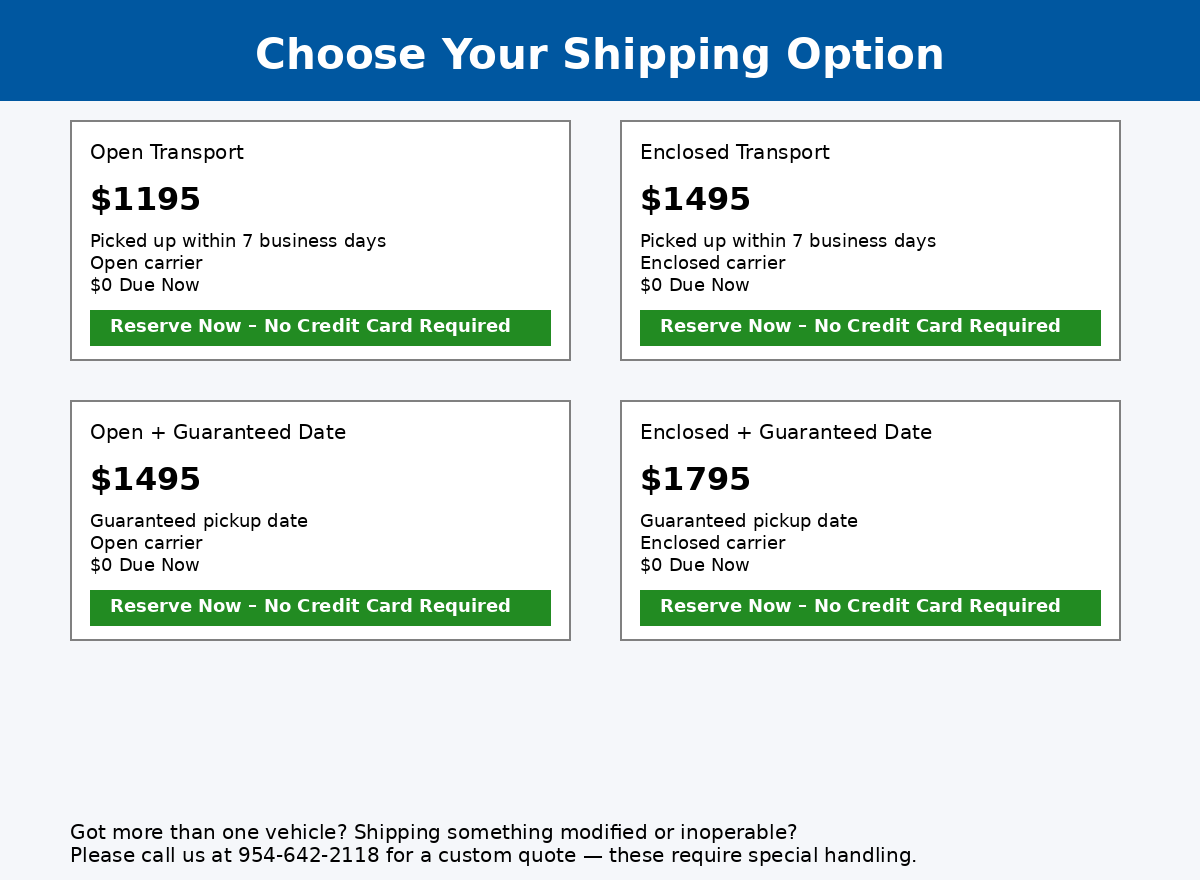 Choose Your Shipping Option
Open Transport
$1195
Picked up within 7 business days
Open carrier
$0 Due Now
Reserve Now – No Credit Card Required
Enclosed Transport
$1495
Picked up within 7 business days
Enclosed carrier
$0 Due Now
Reserve Now – No Credit Card Required
Open + Guaranteed Date
$1495
Guaranteed pickup date
Open carrier
$0 Due Now
Reserve Now – No Credit Card Required
Enclosed + Guaranteed Date
$1795
Guaranteed pickup date
Enclosed carrier
$0 Due Now
Reserve Now – No Credit Card Required
Got more than one vehicle? Shipping something modified or inoperable?
Please call us at 954-642-2118 for a custom quote — these require special handling.